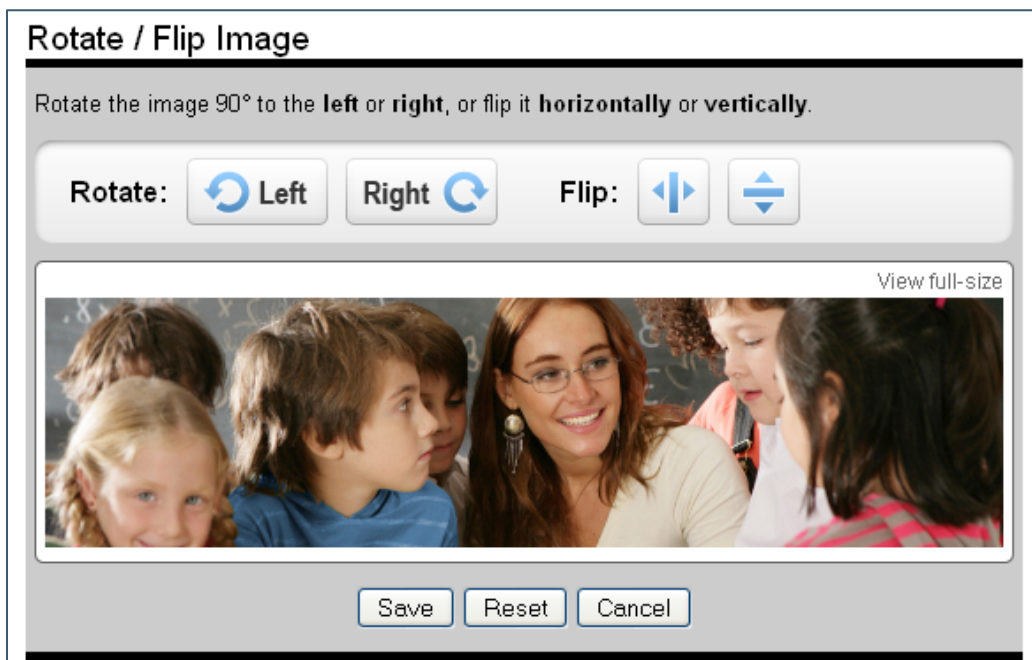 Rotate / Flip Image
Rotate the image 90° to the left or right, or flip it horizontally or vertically.
Rotate: Left Right Flip:
View full-size
Save Reset Cancel